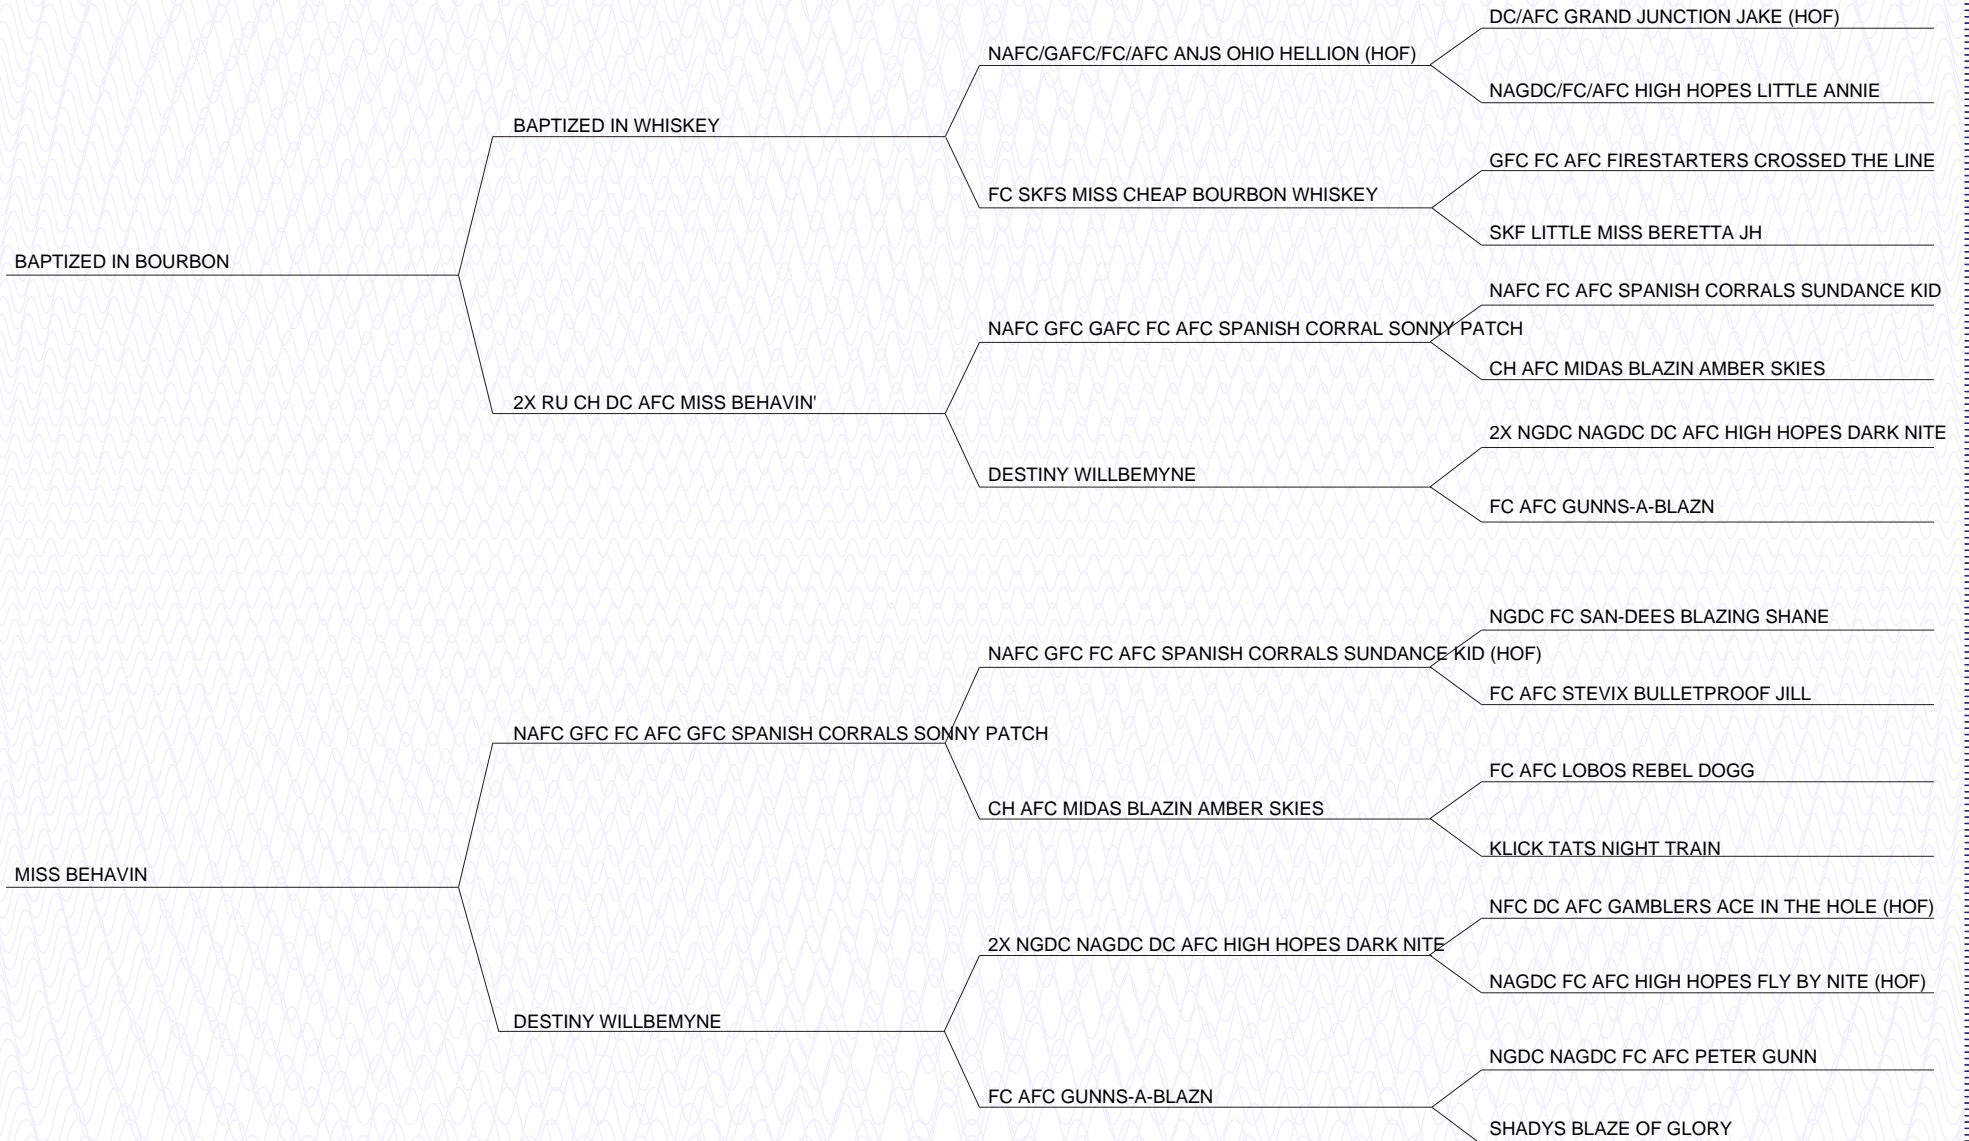 DC/AFC GRAND JUNCTION JAKE (HOF)
NAFC/GAFC/FC/AFC ANJS OHIO HELLION (HOF)
NAGDC/FC/AFC HIGH HOPES LITTLE ANNIE
BAPTIZED IN WHISKEY
GFC FC AFC FIRESTARTERS CROSSED THE LINE
FC SKFS MISS CHEAP BOURBON WHISKEY
SKF LITTLE MISS BERETTA JH
BAPTIZED IN BOURBON
NAFC FC AFC SPANISH CORRALS SUNDANCE KID
NAFC GFC GAFC FC AFC SPANISH CORRAL SONNY PATCH
CH AFC MIDAS BLAZIN AMBER SKIES
2X RU CH DC AFC MISS BEHAVIN'
2X NGDC NAGDC DC AFC HIGH HOPES DARK NITE
DESTINY WILLBEMYNE
FC AFC GUNNS-A-BLAZN
NGDC FC SAN-DEES BLAZING SHANE
NAFC GFC FC AFC SPANISH CORRALS SUNDANCE KID (HOF)
FC AFC STEVIX BULLETPROOF JILL
NAFC GFC FC AFC GFC SPANISH CORRALS SONNY PATCH
FC AFC LOBOS REBEL DOGG
CH AFC MIDAS BLAZIN AMBER SKIES
KLICK TATS NIGHT TRAIN
MISS BEHAVIN
NFC DC AFC GAMBLERS ACE IN THE HOLE (HOF)
2X NGDC NAGDC DC AFC HIGH HOPES DARK NITE
NAGDC FC AFC HIGH HOPES FLY BY NITE (HOF)
DESTINY WILLBEMYNE
NGDC NAGDC FC AFC PETER GUNN
FC AFC GUNNS-A-BLAZN
SHADYS BLAZE OF GLORY